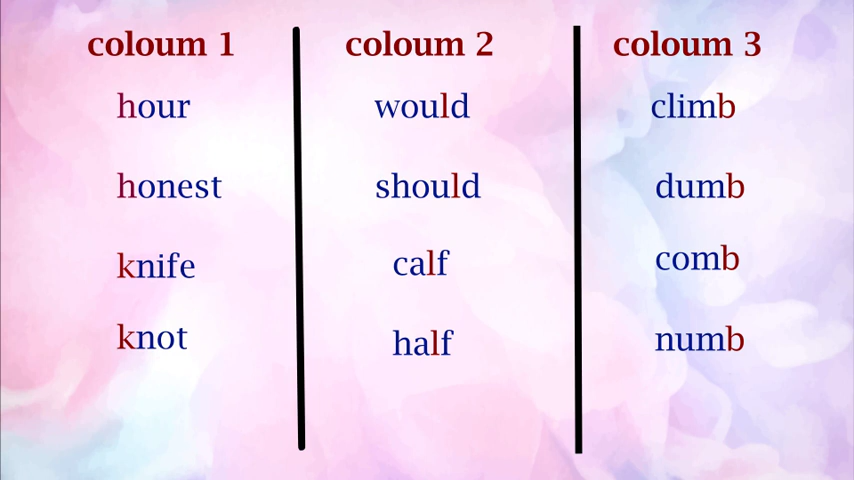 coloum 1 coloum 2 coloum 3
hour would climb
honest should dumb
knife calf comb
knot half numb